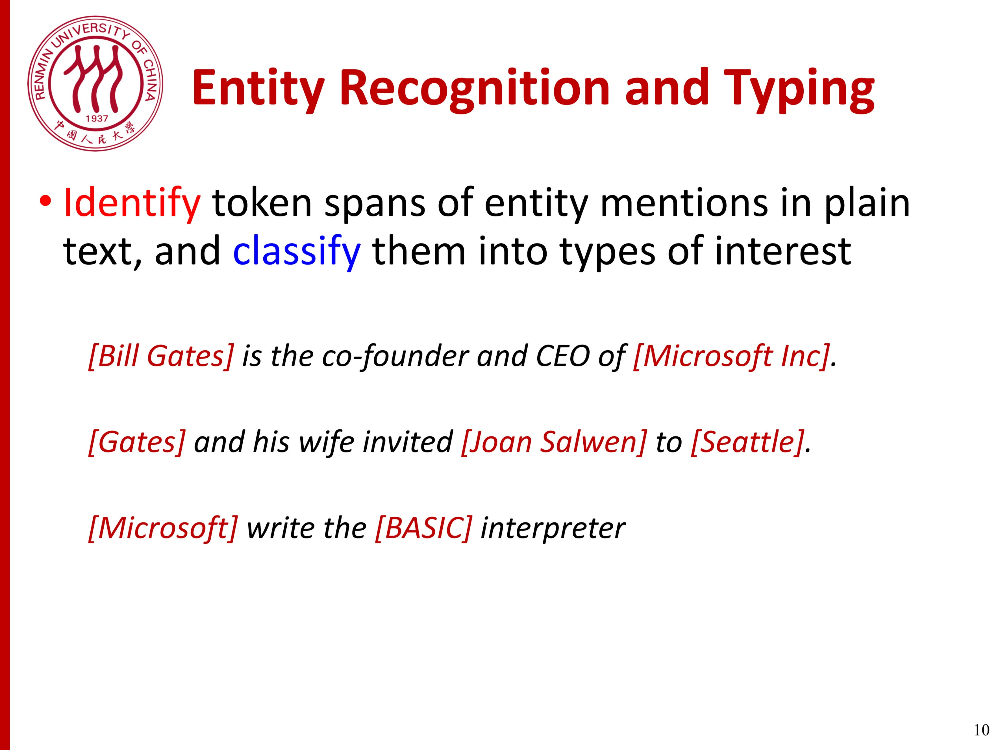 RENMIN UNIVERSITY OF CHINA
1937
中國人民大學
Entity Recognition and Typing
• Identify token spans of entity mentions in plain
text, and classify them into types of interest
[Bill Gates] is the co-founder and CEO of [Microsoft Inc].
[Gates] and his wife invited [Joan Salwen] to [Seattle].
[Microsoft] write the [BASIC] interpreter
10